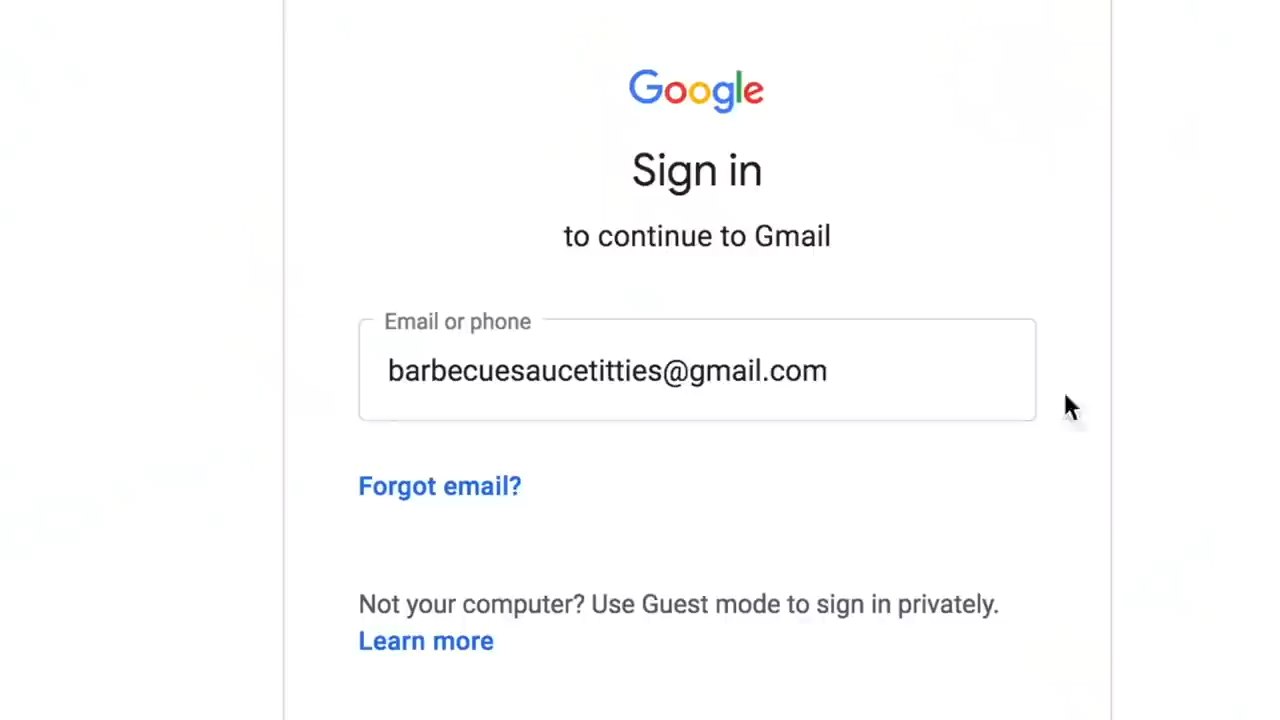 Google
Sign in
to continue to Gmail
Email or phone
barbecuesaucetitties@gmail.com
Forgot email?
Not your computer? Use Guest mode to sign in privately.
Learn more